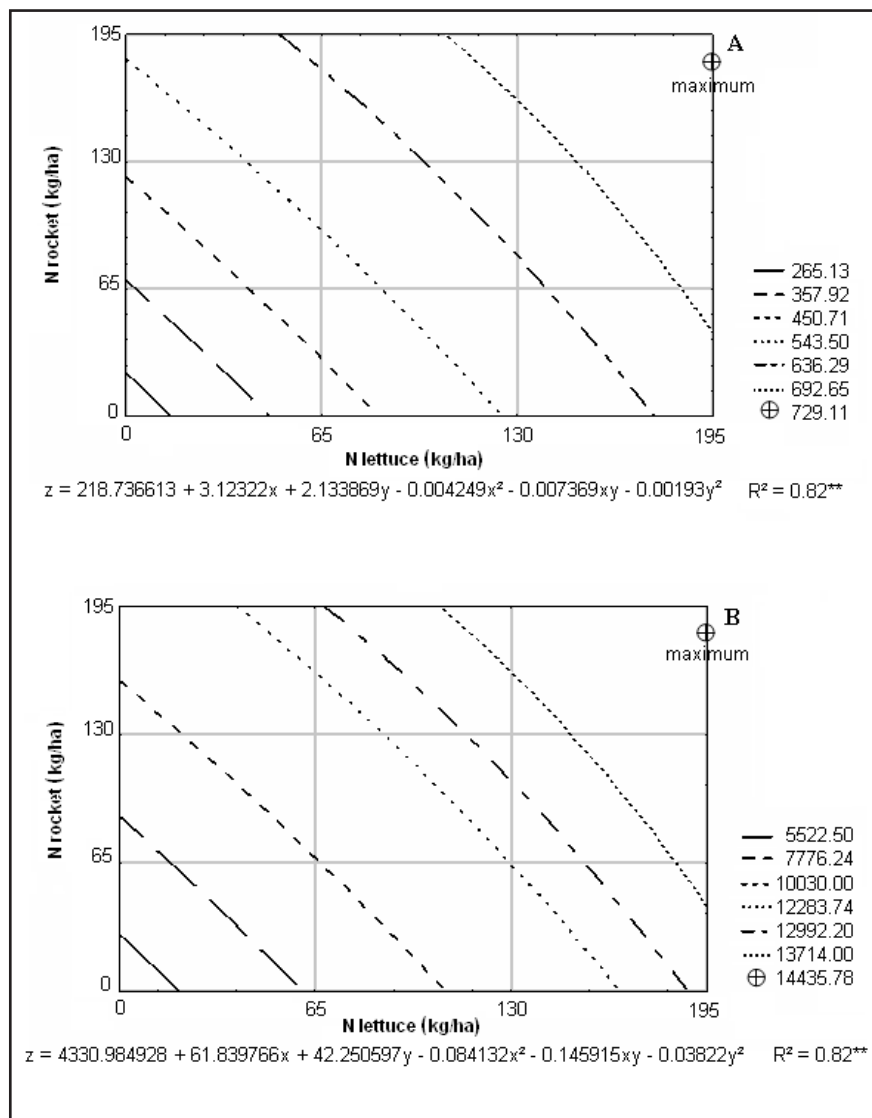 195
A
maximum
130
N rocket (kg/ha)
65
0
0 65 130 195
N lettuce (kg/ha)
265.13
357.92
450.71
543.50
636.29
692.65
729.11
z = 218.736613 + 3.12322x + 2.133869y - 0.004249x² - 0.007369xy - 0.00193y² R² = 0.82**
195
B
maximum
130
N rocket (kg/ha)
65
0
0 65 130 195
N lettuce (kg/ha)
5522.50
7776.24
10030.00
12283.74
12992.20
13714.00
14435.78
z = 4330.984928 + 61.839766x + 42.250597y - 0.084132x² - 0.145915xy - 0.03822y² R² = 0.82**